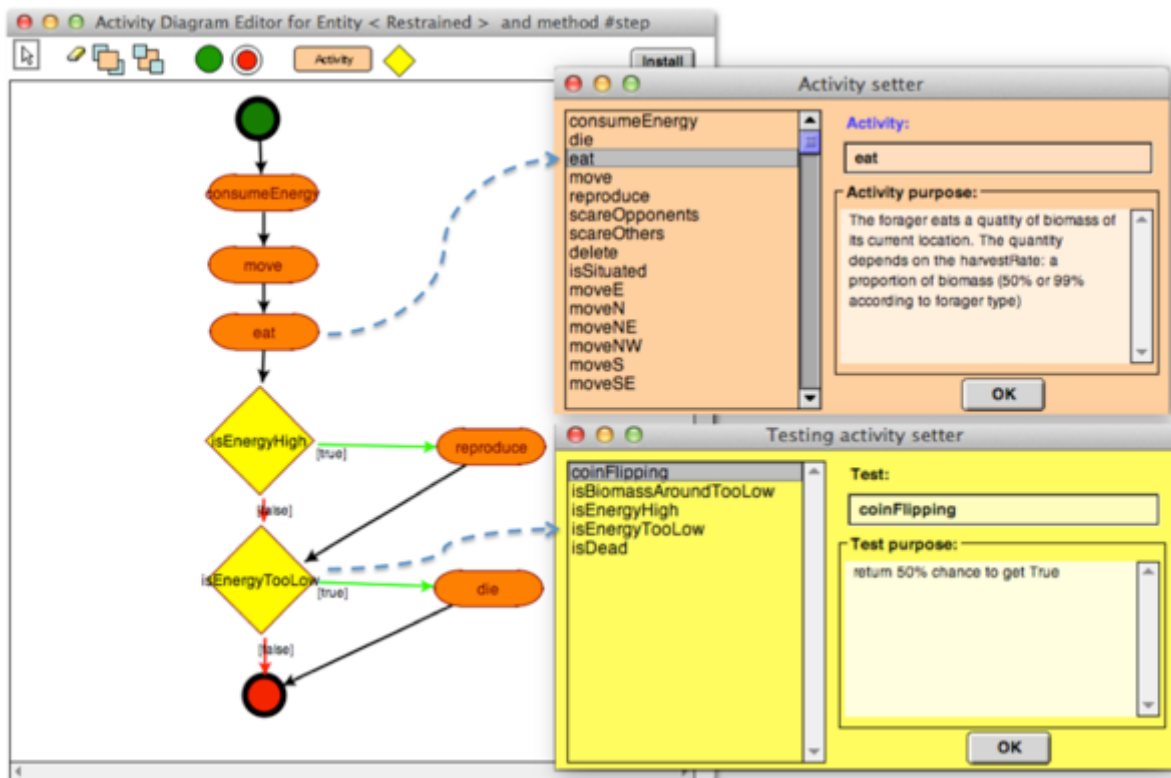 Activity Diagram Editor for Entity < Restrained > and method #step
Activity
Install
consumeEnergy
move
eat
isEnergyHigh
[true]
reproduce
[false]
isEnergyTooLow
[true]
die
[false]
Activity setter
consumeEnergy
die
eat
move
reproduce
scareOpponents
scareOthers
delete
isSituated
moveE
moveN
moveNE
moveNW
moveS
moveSE
Activity:
eat
Activity purpose:
The forager eats a quatity of biomass of
its current location. The quantity
depends on the harvestRate: a
proportion of biomass (50% or 99%
according to forager type)
OK
Testing activity setter
coinFlipping
isBiomassAroundTooLow
isEnergyHigh
isEnergyTooLow
isDead
Test:
coinFlipping
Test purpose:
return 50% chance to get True
OK